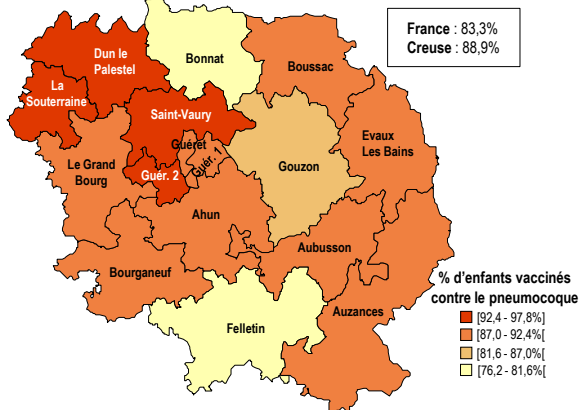 France : 83,3%
Creuse : 88,9%
Dun le
Palestel
Bonnat
Boussac
La
Souterraine
Saint-Vaury
Guéret
Guér. 1
Evaux
Les Bains
Le Grand
Bourg
Guér. 2
Gouzon
Ahun
Aubusson
Bourganeuf
Auzances
Felletin
% d'enfants vaccinés
contre le pneumocoque
[92,4 - 97,8%]
[87,0 - 92,4%[
[81,6 - 87,0%[
[76,2 - 81,6%[